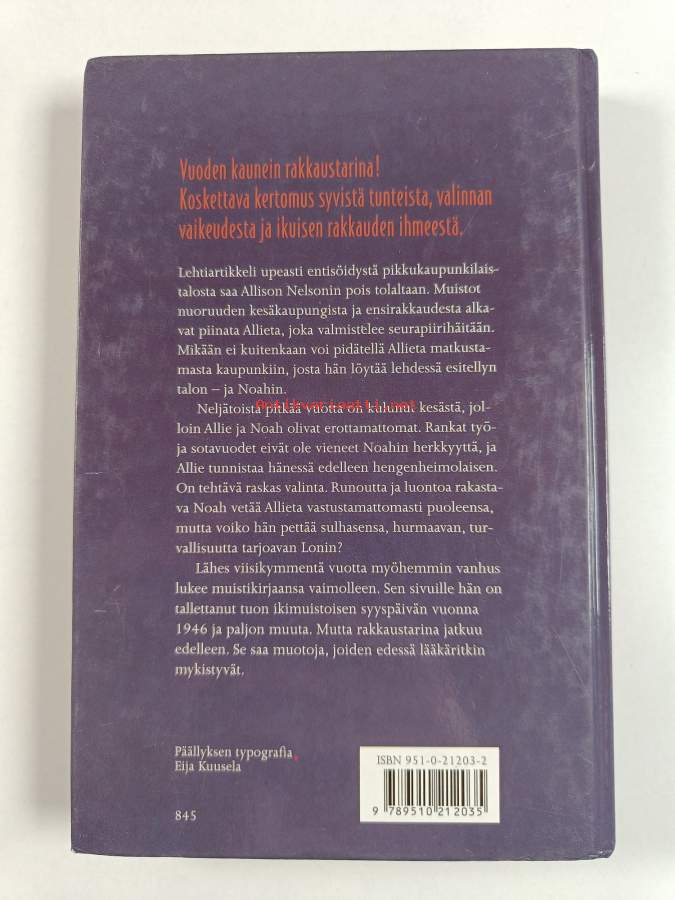 Vuoden kaunein rakkaustarina!
Koskettava kertomus syvistä tunteista, valinnan
vaikeudesta ja ikuisen rakkauden ihmeestä.
Lehtiartikkeli upeasti entisöidystä pikkukaupunkilais-
talosta saa Allison Nelsonin pois tolaltaan. Muistot
nuoruuden kesäkaupungista ja ensirakkaudesta alka-
vat piinata Allieta, joka valmistelee seurapiirihäitään.
Mikään ei kuitenkaan voi pidätellä Allieta matkusta-
masta kaupunkiin, josta hän löytää lehdessä esitellyn
talon – ja Noahin.
Antikvariaatti.net
Neljätoista pitkää vuotta on kulunut kesästä, jol-
loin Allie ja Noah olivat erottamattomat. Rankat työ-
ja sotavuodet eivät ole vieneet Noahin herkkyyttä, ja
Allie tunnistaa hänessä edelleen hengenheimolaisen.
On tehtävä raskas valinta. Runoutta ja luontoa rakasta-
va Noah vetää Allieta vastustamattomasti puoleensa,
mutta voiko hän pettää sulhasensa, hurmaavan, tur-
vallisuutta tarjoavan Lonin?
Lähes viisikymmentä vuotta myöhemmin vanhus
lukee muistikirjaansa vaimolleen. Sen sivuille hän on
tallettanut tuon ikimuistoisen syyspäivän vuonna
1946 ja paljon muuta. Mutta rakkaustarina jatkuu
edelleen. Se saa muotoja, joiden edessä lääkäritkin
mykistyvät.
Päällyksen typografia
Eija Kuusela
845
ISBN 951-0-21203-2
9 789510 212035